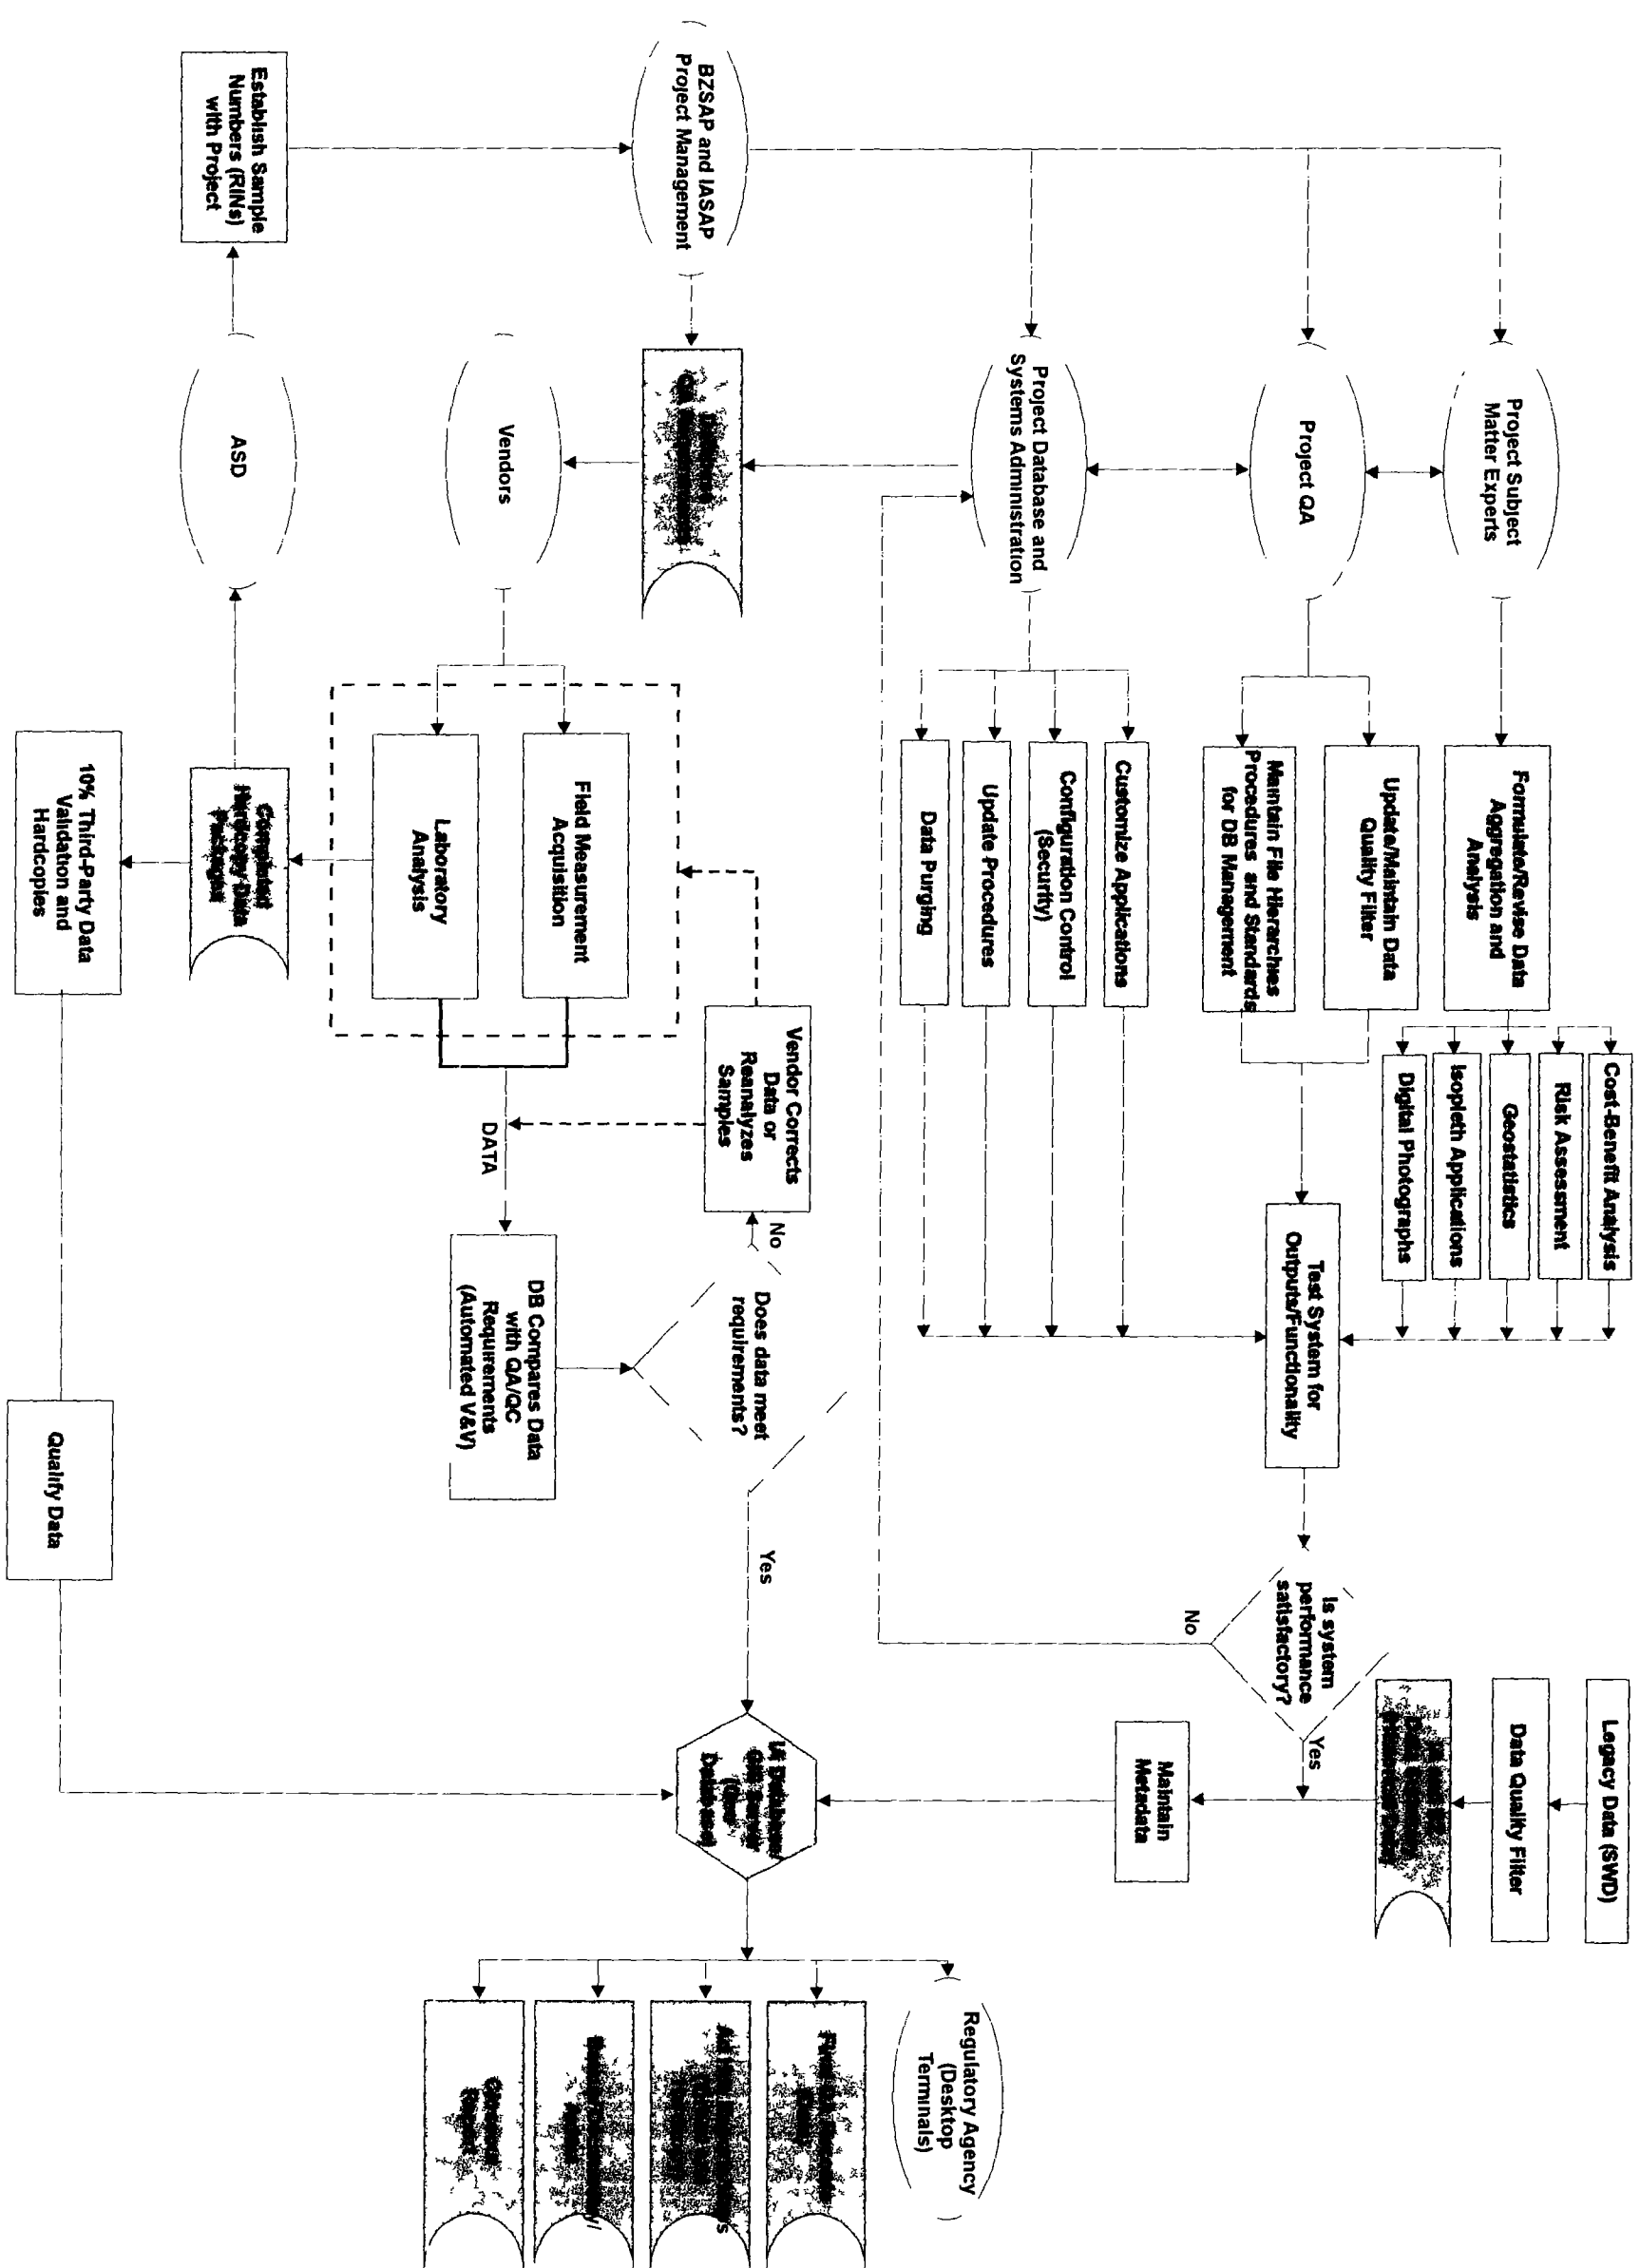 BZSAP and IASAP
Project Management
Establish Sample
Numbers (RINs)
with Project
Project Subject
Matter Experts
Project QA
Project Database and
Systems Administration
Vendors
ASD
Formulate/Revise Data
Aggregation and
Analysis
Update/Maintain Data
Quality Filter
Maintain File Hierarchies
Procedures and Standards
for DB Management
Customize Applications
Configuration Control
(Security)
Update Procedures
Data Purging
Field Measurement
Acquisition
Laboratory
Analysis
Completed
Hardcopy Data
Packages
10% Third-Party Data
Validation and
Hardcopies
Cost-Benefit Analysis
Risk Assessment
Geostatistics
Isopleth Applications
Digital Photographs
Vendor Corrects
Data or
Reanalyzes
Samples
DATA
No
Test System for
Outputs/Functionality
Does data meet
requirements?
DB Compares Data
with QA/QC
Requirements
(Automated V&V)
Yes
Qualify Data
Is system
performance
satisfactory?
No
Yes
Legacy Data (SWD)
Data Quality Filter
Maintain
Metadata
Regulatory Agency
(Desktop
Terminals)
Report